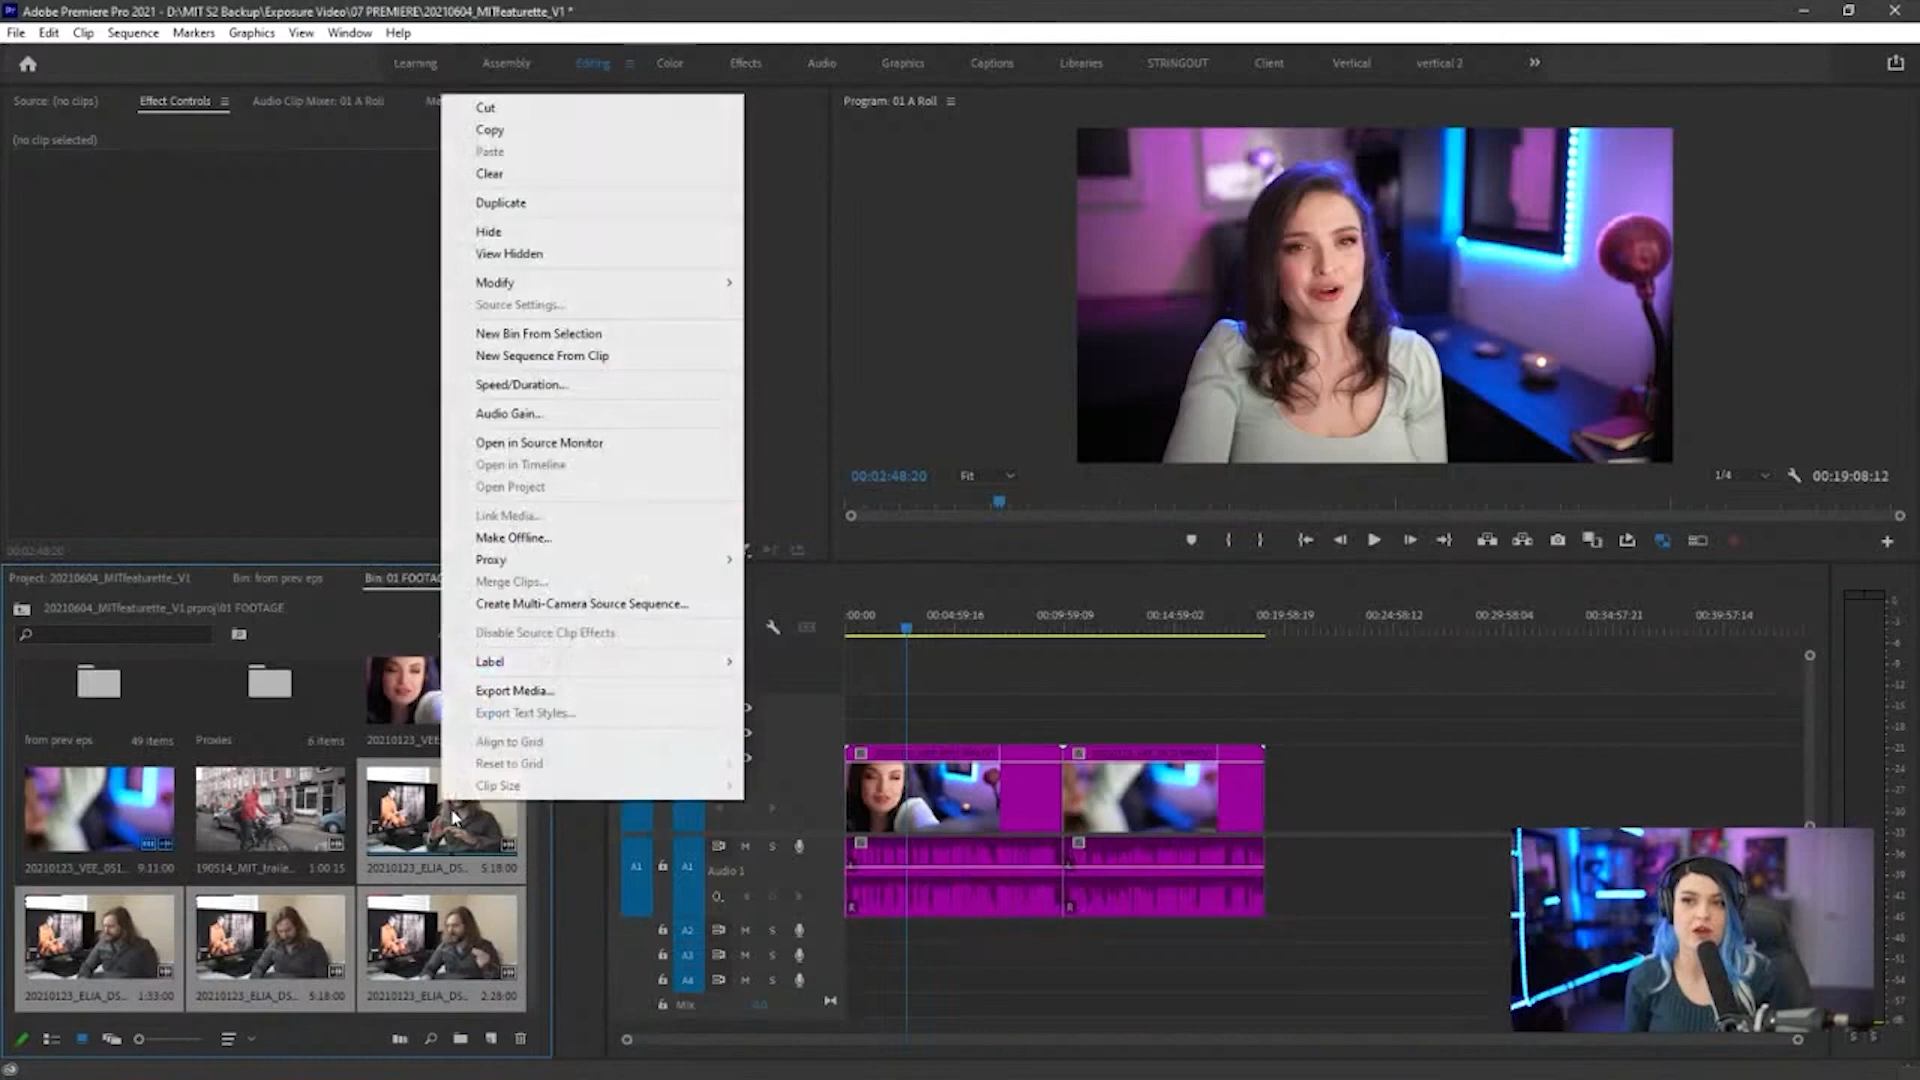 Adobe Premiere Pro 2021 - D:\MIT S2 Backup\Exposure Video\07 PREMIERE\20210604_MITfeaturette_V1 *
File Edit Clip Sequence Markers Graphics View Window Help
Learning Assembly Editing Color Effects Audio Graphics Captions Libraries STRINGOUT Client Vertical vertical 2
Source: (no clips) Effect Controls Audio Clip Mixer: 01 A Roll
Program: 01 A Roll
(no clip selected)
Cut
Copy
Paste
Clear
Duplicate
Hide
View Hidden
Modify
Source Settings...
New Bin From Selection
New Sequence From Clip
Speed/Duration...
Audio Gain...
Open in Source Monitor
Open in Timeline
Open Project
Link Media...
Make Offline...
Proxy
Merge Clips...
Create Multi-Camera Source Sequence...
Disable Source Clip Effects
Label
Export Media...
Export Text Styles...
Align to Grid
Reset to Grid
Clip Size
00:02:48:20 Fit 1/4 00:19:08:12
00:02:48:20
Project: 20210604_MITfeaturette_V1 Bin: from prev eps Bin: 01 FOOTAG
20210604_MITfeaturette_V1.prproj\01 FOOTAGE
:00:00 00:04:59:16 00:09:59:09 00:14:59:02 00:19:58:19 00:24:58:12 00:29:58:04 00:34:57:21 00:39:57:14
from prev eps 49 items Proxies 6 items 20210123_VEE
20210123_VEE_0S1... 9:11:00 190514_MIT_traile... 1:00:15 20210123_ELIA_DS... 5:18:00
20210123_ELIA_DS... 1:33:00 20210123_ELIA_DS... 5:18:00 20210123_ELIA_DS... 2:28:00
A1 A1 M S
Audio 1
A2 M S
A3 M S
A4 M S
Mix 0.0